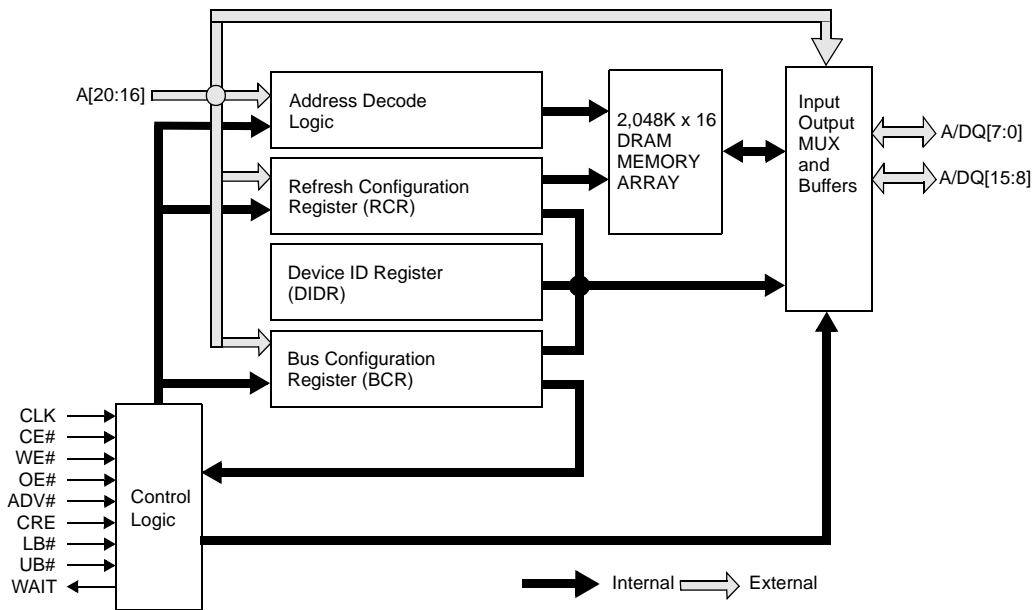 A[20:16]
Address Decode
Logic
Refresh Configuration
Register (RCR)
Device ID Register
(DIDR)
Bus Configuration
Register (BCR)
2,048K x 16
DRAM
MEMORY
ARRAY
Input
Output
MUX
and
Buffers
A/DQ[7:0]
A/DQ[15:8]
CLK
CE#
WE#
OE#
ADV#
CRE
LB#
UB#
WAIT
Control
Logic
Internal
External